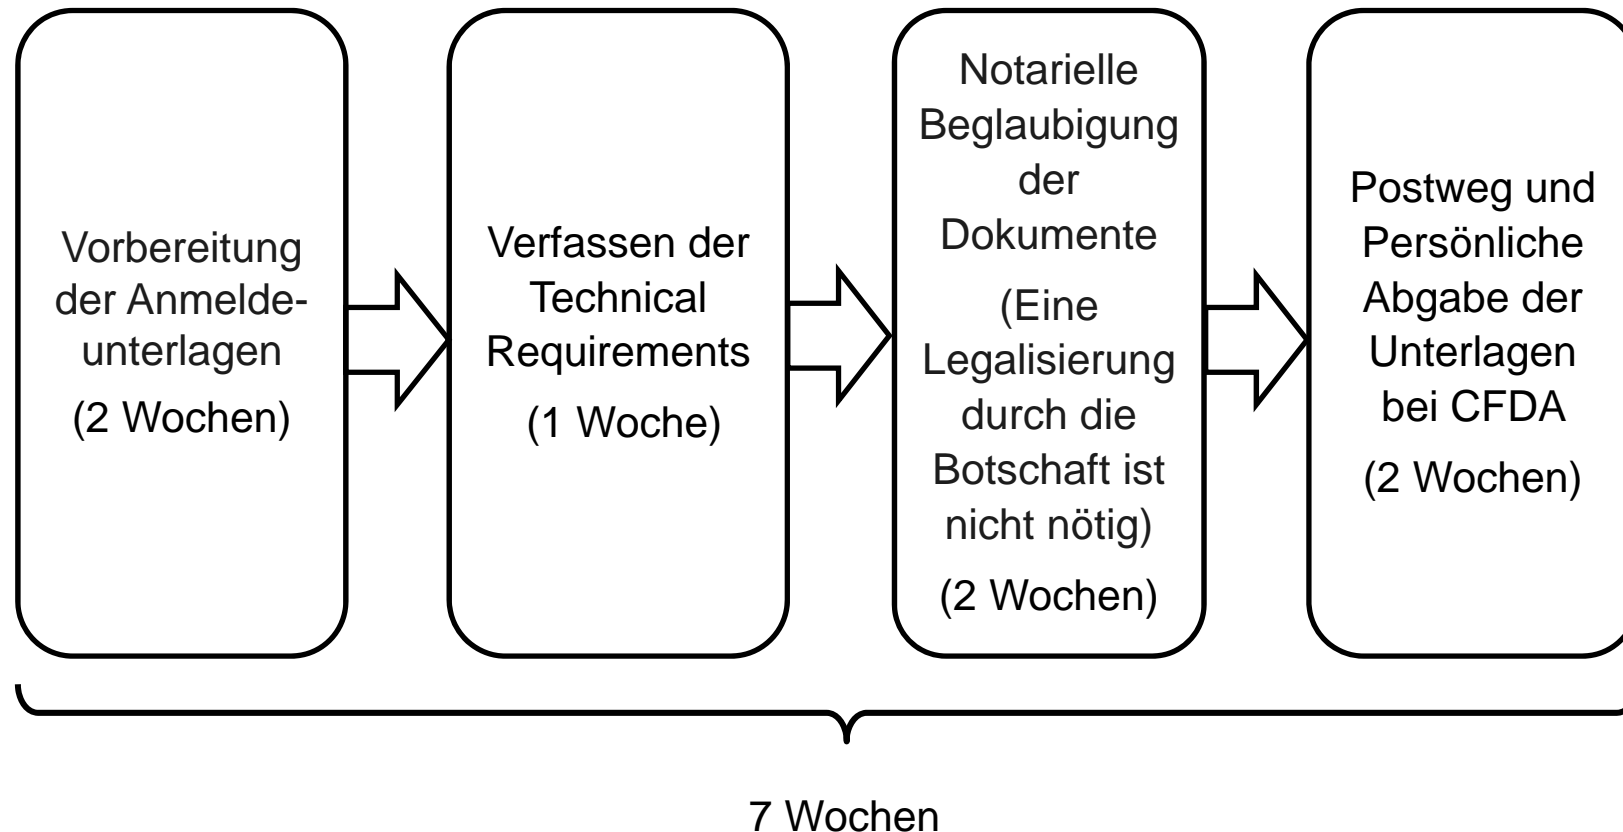 Vorbereitung
der Anmelde-
unterlagen
(2 Wochen)
Verfassen der
Technical
Requirements
(1 Woche)
Notarielle
Beglaubigung
der
Dokumente
(Eine
Legalisierung
durch die
Botschaft ist
nicht nötig)
(2 Wochen)
Postweg und
Persönliche
Abgabe der
Unterlagen
bei CFDA
(2 Wochen)
7 Wochen